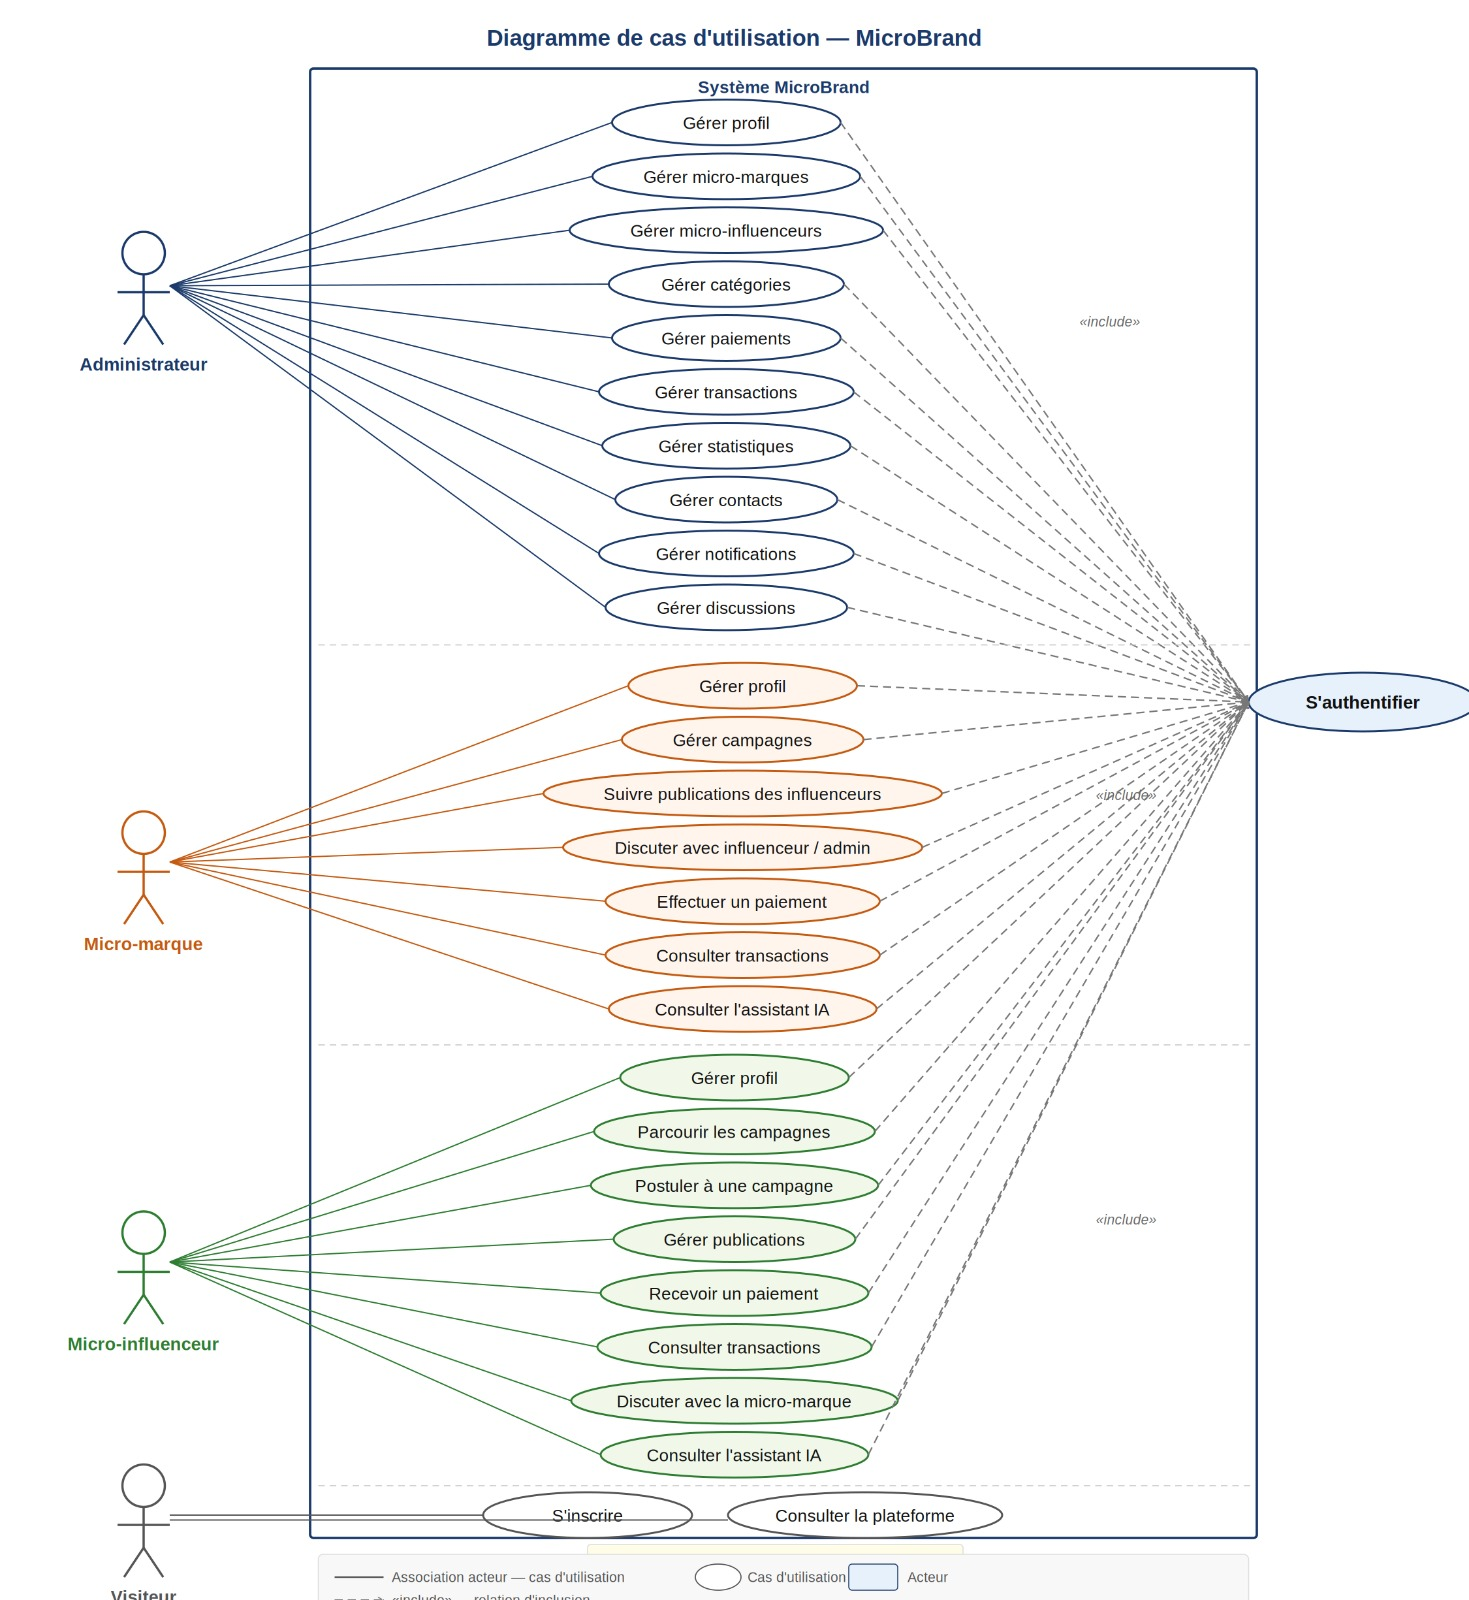 Diagramme de cas d'utilisation — MicroBrand
Système MicroBrand
Gérer profil
Gérer micro-marques
Gérer micro-influenceurs
Gérer catégories
«include»
Gérer paiements
Administrateur
Gérer transactions
Gérer statistiques
Gérer contacts
Gérer notifications
Gérer discussions
Gérer profil
S'authentifier
Gérer campagnes
Suivre publications des influenceurs
«include»
Discuter avec influenceur / admin
Effectuer un paiement
Micro-marque
Consulter transactions
Consulter l'assistant IA
Gérer profil
Parcourir les campagnes
Postuler à une campagne
«include»
Gérer publications
Recevoir un paiement
Micro-influenceur
Consulter transactions
Discuter avec la micro-marque
Consulter l'assistant IA
S'inscrire
Consulter la plateforme
Association acteur — cas d'utilisation
Cas d'utilisation
Acteur
Visiteur
«include» — relation d'inclusion